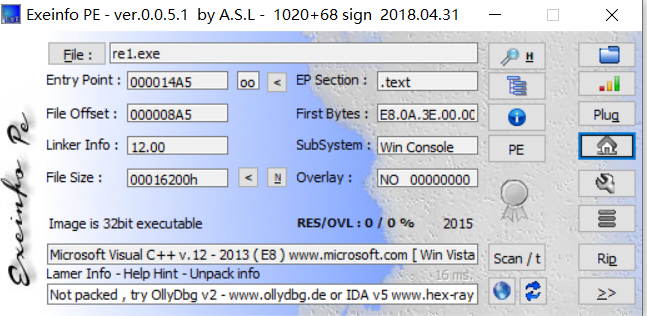 Exeinfo PE - ver.0.0.5.1 by A.S.L - 1020+68 sign 2018.04.31
File : re1.exe H
Entry Point : 000014A5 oo < EP Section : .text
File Offset : 000008A5 First Bytes : E8.0A.3E.00.00 Plug
Linker Info : 12.00 SubSystem : Win Console PE
File Size : 00016200h < N Overlay : NO 00000000
Image is 32bit executable RES/OVL : 0 / 0 % 2015
Microsoft Visual C++ v.12 - 2013 ( E8 ) www.microsoft.com [ Win Vista Scan / t Rip
Lamer Info - Help Hint - Unpack info 16 ms.
Not packed , try OllyDbg v2 - www.ollydbg.de or IDA v5 www.hex-ray >>
Exeinfo Pe